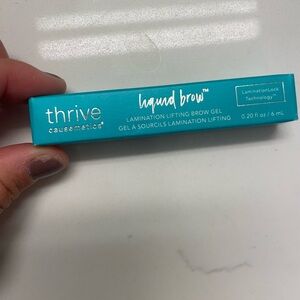 thrive
causemetics®
liquid brow™
LAMINATION LIFTING BROW GEL
GEL A SOURCILS LAMINATION LIFTING
LaminationLock
Technology™
0.20 fl oz / 6 mL